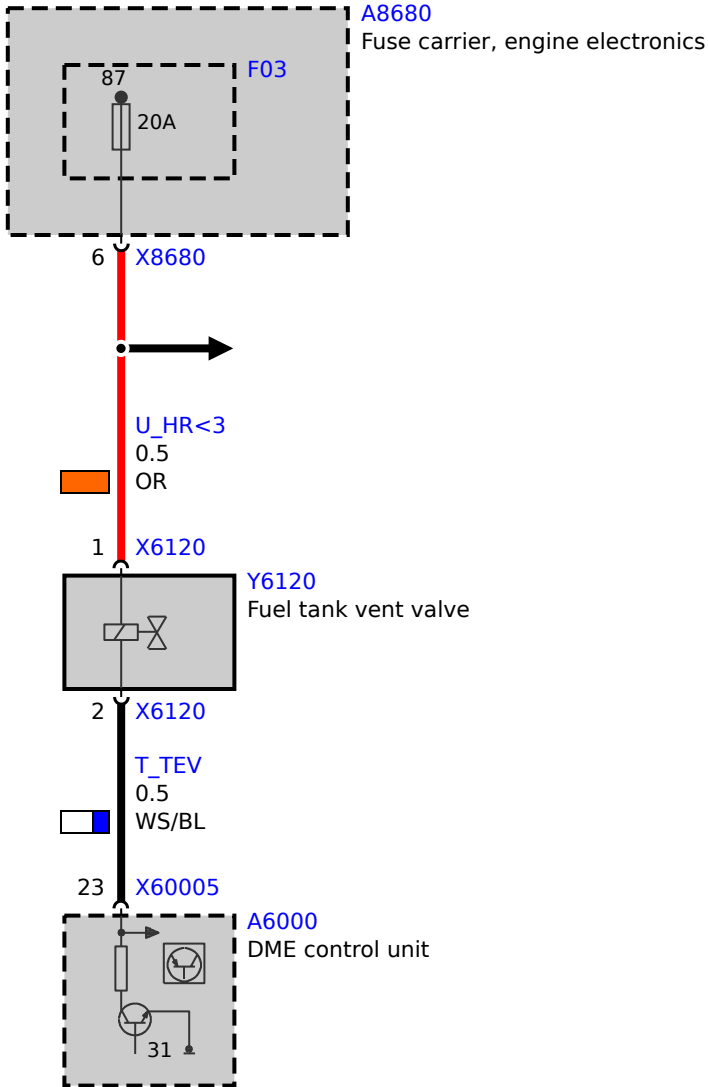 A8680
Fuse carrier, engine electronics
F03
87
20A
6 X8680
U_HR<3
0.5
OR
1 X6120
Y6120
Fuel tank vent valve
2 X6120
T_TEV
0.5
WS/BL
23 X60005
A6000
DME control unit
31